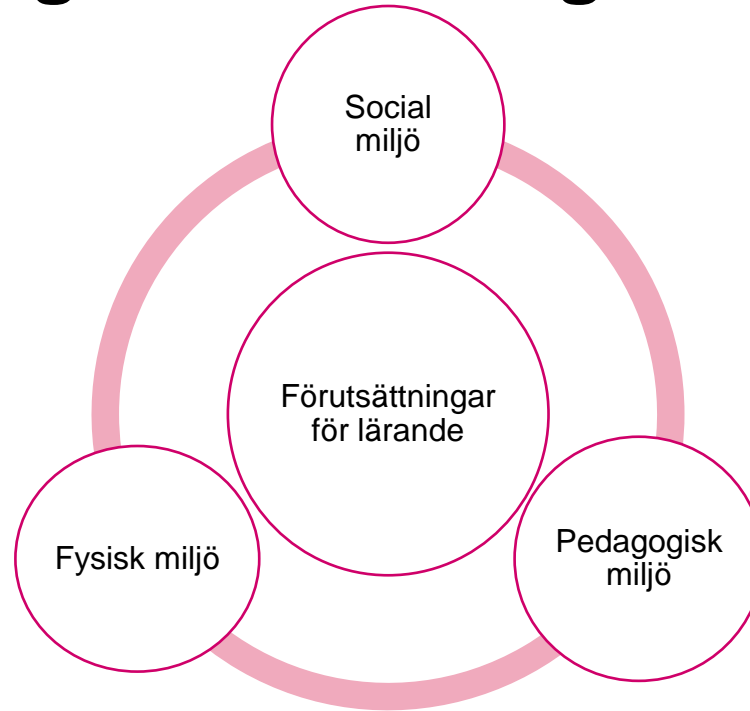 Social
miljö
Förutsättningar
för lärande
Fysisk miljö
Pedagogisk
miljö